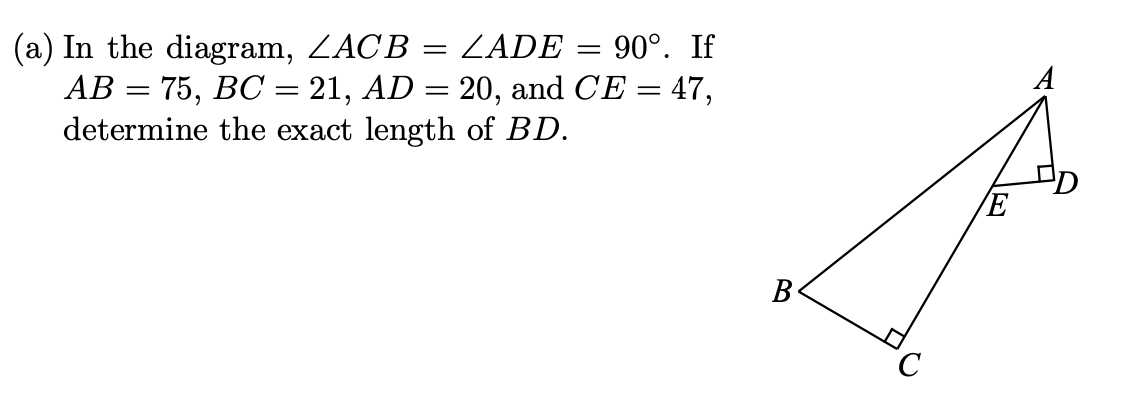 (a) In the diagram, ∠ACB = ∠ADE = 90°. If
AB = 75, BC = 21, AD = 20, and CE = 47,
determine the exact length of BD.
A
D
E
B
C